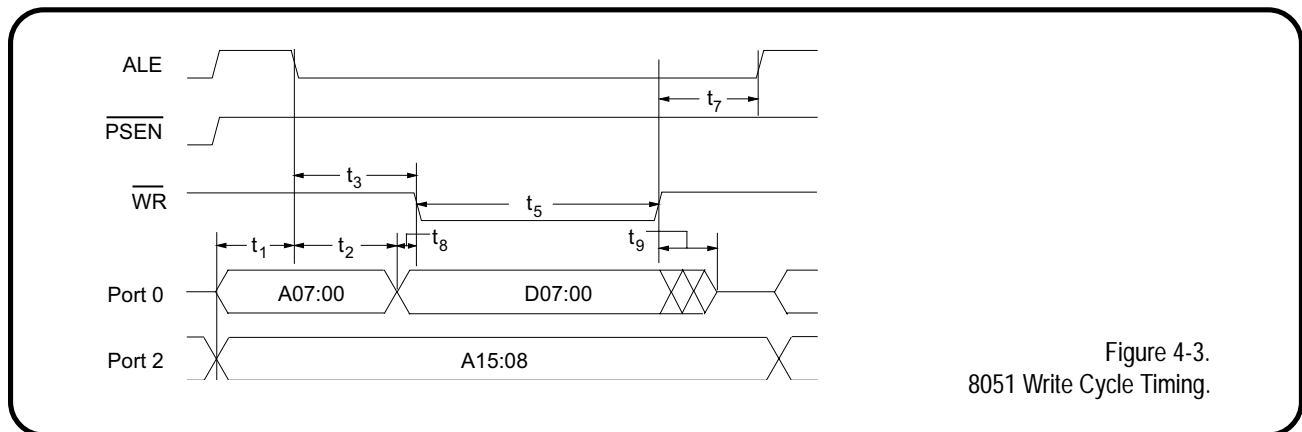 ALE
t7
PSEN
t3
WR
t5
t1
t2
t8
t9
Port 0
A07:00
D07:00
Port 2
A15:08
Figure 4-3.
8051 Write Cycle Timing.